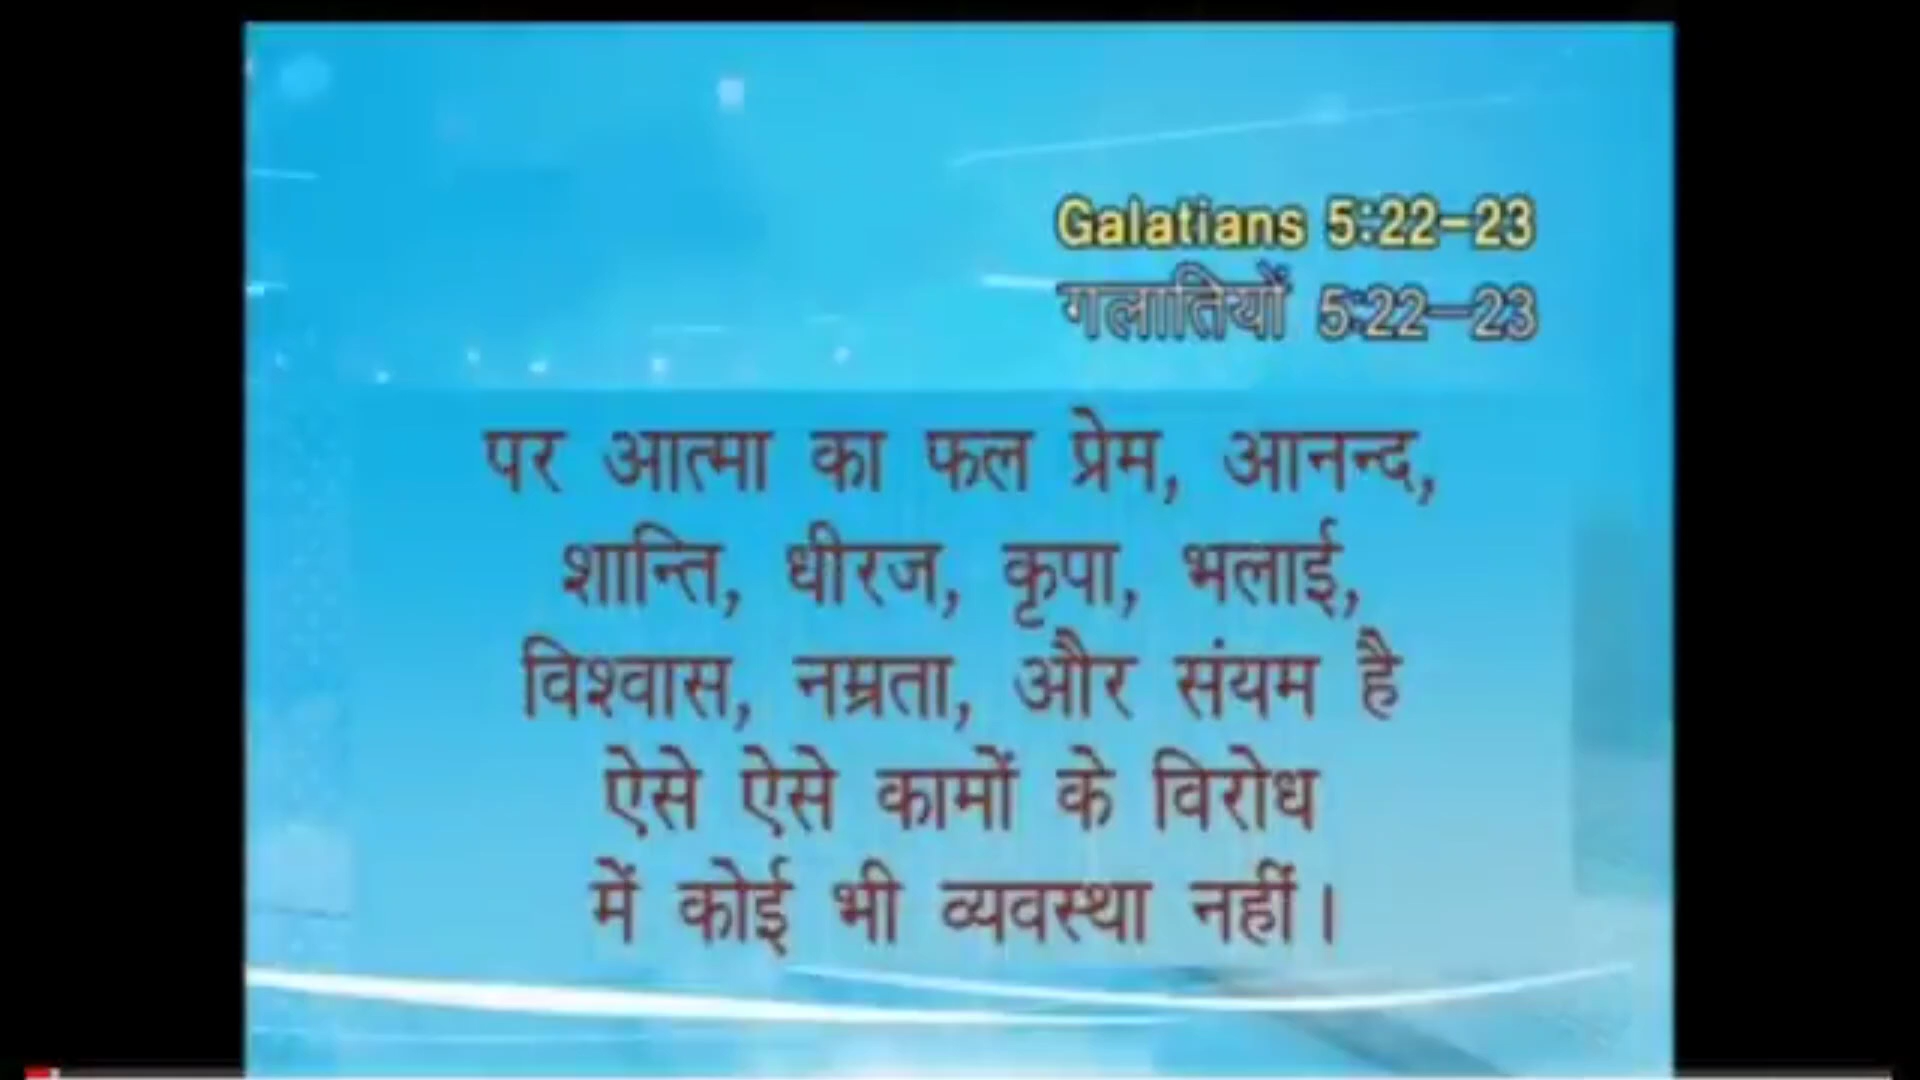 Galatians 5:22-23
गलातियों 5:22-23
पर आत्मा का फल प्रेम, आनन्द,
शान्ति, धीरज, कृपा, भलाई,
विश्वास, नम्रता, और संयम है
ऐसे ऐसे कामों के विरोध
में कोई भी व्यवस्था नहीं।